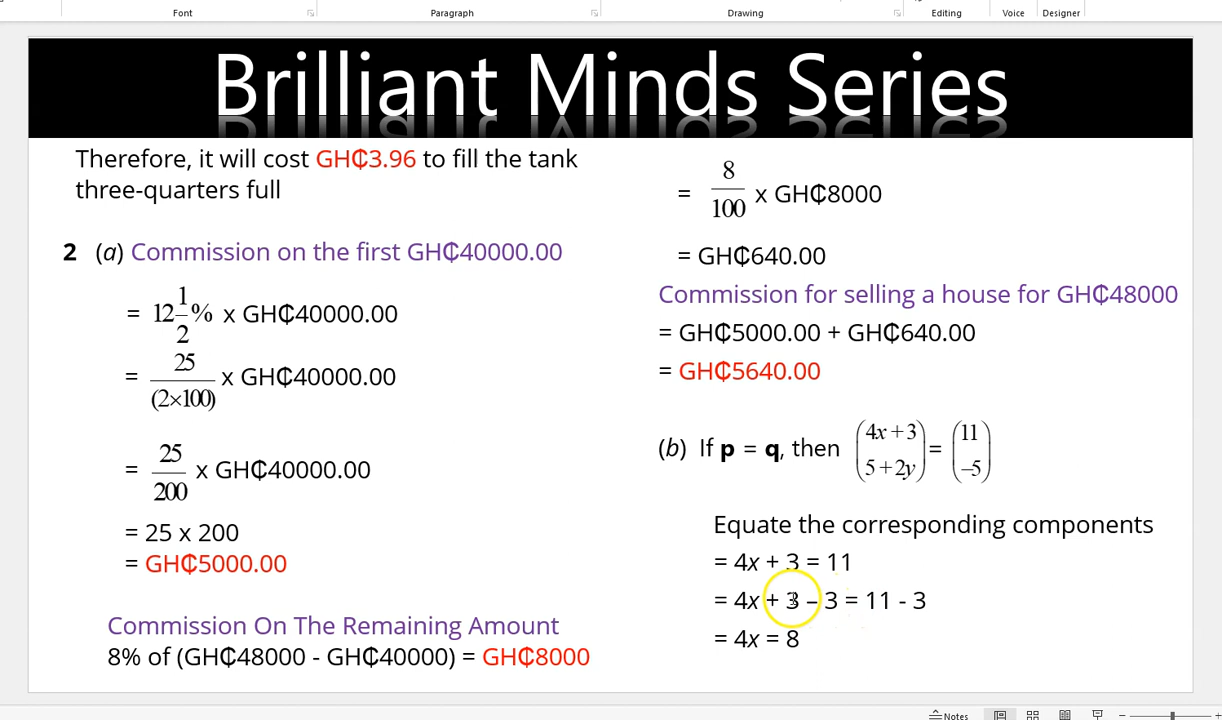 Font Paragraph Drawing Editing Voice Designer
Brilliant Minds Series
Therefore, it will cost GH₵3.96 to fill the tank
three-quarters full
2 (a) Commission on the first GH₵40000.00
= 12 1/2 % x GH₵40000.00
= 25/(2×100) x GH₵40000.00
= 25/200 x GH₵40000.00
= 25 x 200
= GH₵5000.00
Commission On The Remaining Amount
8% of (GH₵48000 - GH₵40000) = GH₵8000
= 8/100 x GH₵8000
= GH₵640.00
Commission for selling a house for GH₵48000
= GH₵5000.00 + GH₵640.00
= GH₵5640.00
(b) If p = q, then (4x+3 5+2y) = (11 –5)
Equate the corresponding components
= 4x + 3 = 11
= 4x + 3 – 3 = 11 - 3
= 4x = 8
Notes